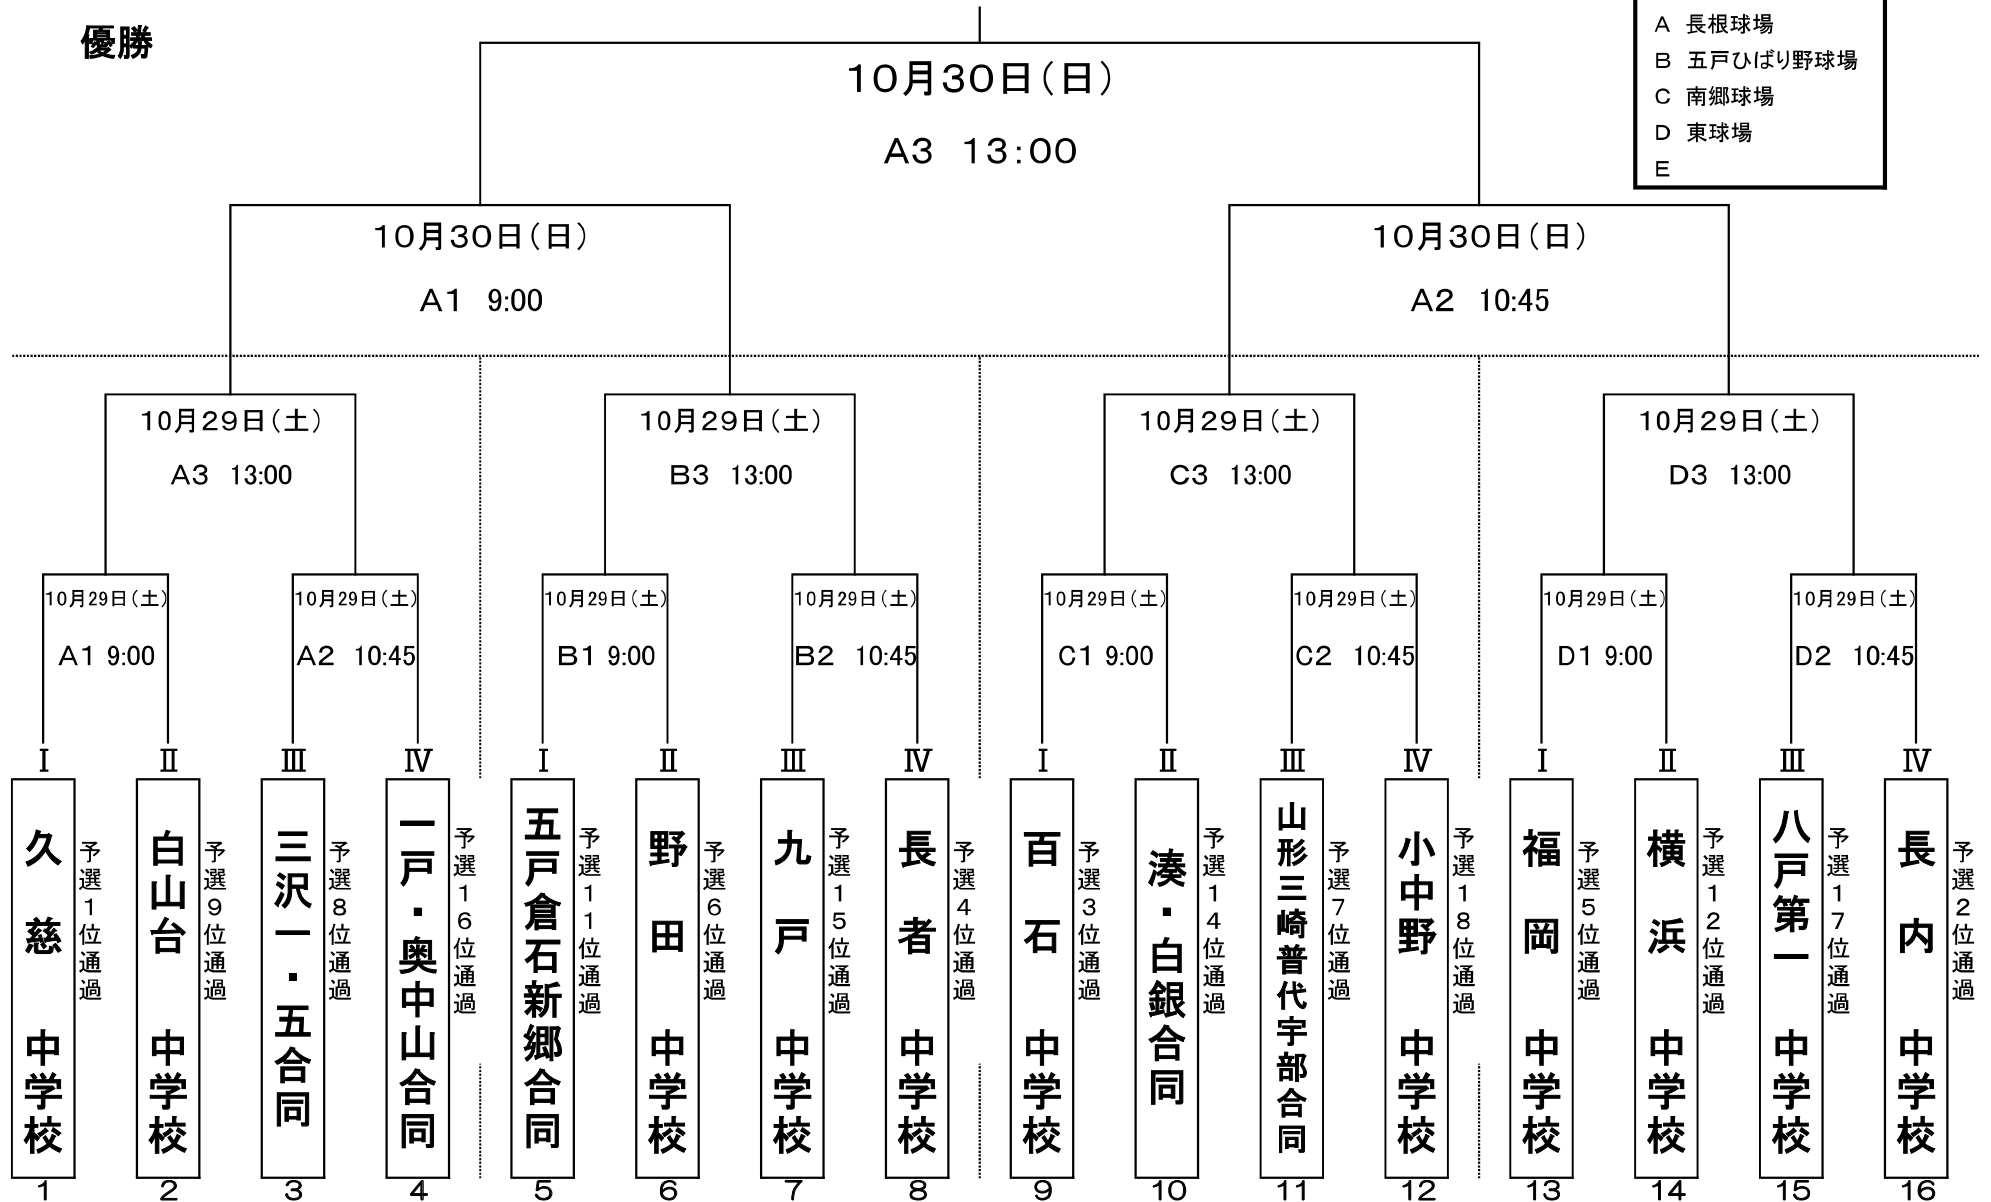 優勝
A 長根球場
B 五戸ひばり野球場
C 南郷球場
D 東球場
E
10月30日(日)
A3 13:00
10月30日(日)
A1 9:00
10月30日(日)
A2 10:45
10月29日(土)
A3 13:00
10月29日(土)
B3 13:00
10月29日(土)
C3 13:00
10月29日(土)
D3 13:00
10月29日(土)
A1 9:00
10月29日(土)
A2 10:45
10月29日(土)
B1 9:00
10月29日(土)
B2 10:45
10月29日(土)
C1 9:00
10月29日(土)
C2 10:45
10月29日(土)
D1 9:00
10月29日(土)
D2 10:45
Ⅰ
久慈 中学校
予選1位通過
1
Ⅱ
白山台 中学校
予選9位通過
2
Ⅲ
三沢一・五合同
予選8位通過
3
Ⅳ
一戸・奥中山合同
予選16位通過
4
Ⅰ
五戸倉石新郷合同
予選11位通過
5
Ⅱ
野田 中学校
予選6位通過
6
Ⅲ
九戸 中学校
予選15位通過
7
Ⅳ
長者 中学校
予選4位通過
8
Ⅰ
百石 中学校
予選3位通過
9
Ⅱ
湊・白銀合同
予選14位通過
10
Ⅲ
山形三崎普代宇部合同
予選7位通過
11
Ⅳ
小中野 中学校
予選18位通過
12
Ⅰ
福岡 中学校
予選5位通過
13
Ⅱ
横浜 中学校
予選12位通過
14
Ⅲ
八戸第一 中学校
予選17位通過
15
Ⅳ
長内 中学校
予選2位通過
16